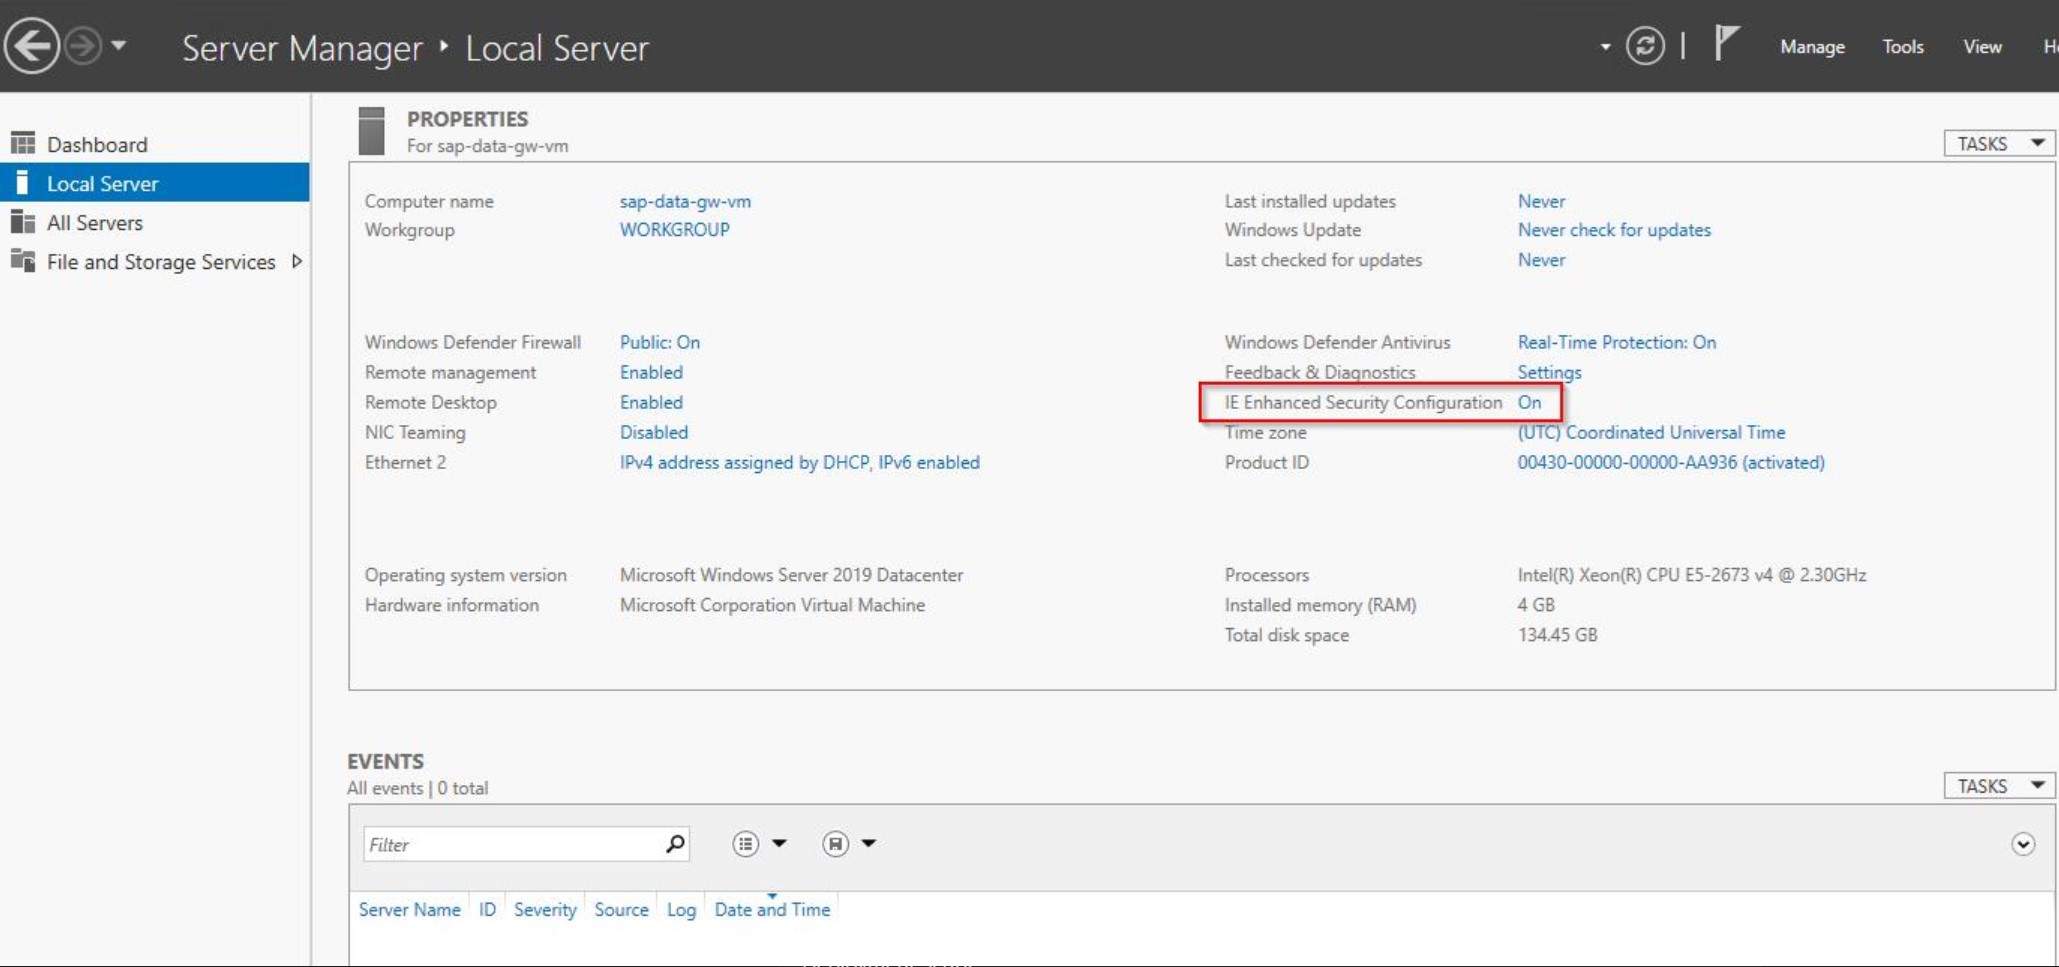 Server Manager ‣ Local Server
Manage Tools View
Dashboard
Local Server
All Servers
File and Storage Services
PROPERTIES
For sap-data-gw-vm
TASKS
Computer name sap-data-gw-vm
Workgroup WORKGROUP
Last installed updates Never
Windows Update Never check for updates
Last checked for updates Never
Windows Defender Firewall Public: On
Remote management Enabled
Remote Desktop Enabled
NIC Teaming Disabled
Ethernet 2 IPv4 address assigned by DHCP, IPv6 enabled
Windows Defender Antivirus Real-Time Protection: On
Feedback & Diagnostics Settings
IE Enhanced Security Configuration On
Time zone (UTC) Coordinated Universal Time
Product ID 00430-00000-00000-AA936 (activated)
Operating system version Microsoft Windows Server 2019 Datacenter
Hardware information Microsoft Corporation Virtual Machine
Processors Intel(R) Xeon(R) CPU E5-2673 v4 @ 2.30GHz
Installed memory (RAM) 4 GB
Total disk space 134.45 GB
EVENTS
All events | 0 total
TASKS
Filter
Server Name ID Severity Source Log Date and Time